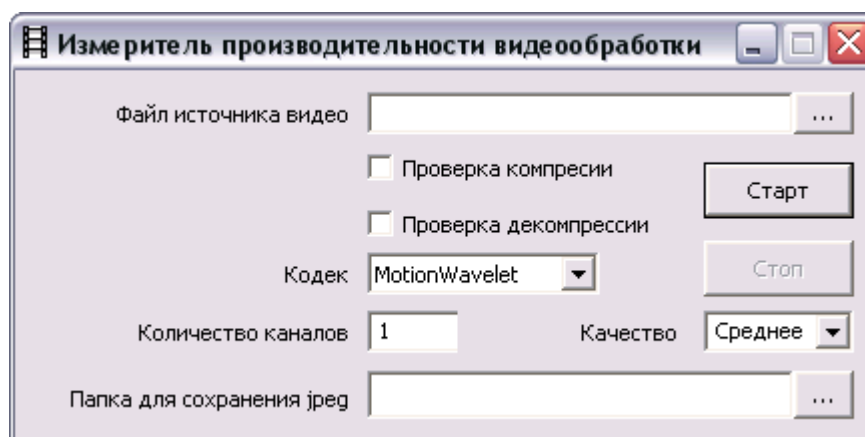 Измеритель производительности видеообработки
Файл источника видео ...
Проверка компресии
Старт
Проверка декомпрессии
Кодек MotionWavelet
Стоп
Количество каналов 1 Качество Среднее
Папка для сохранения jpeg ...